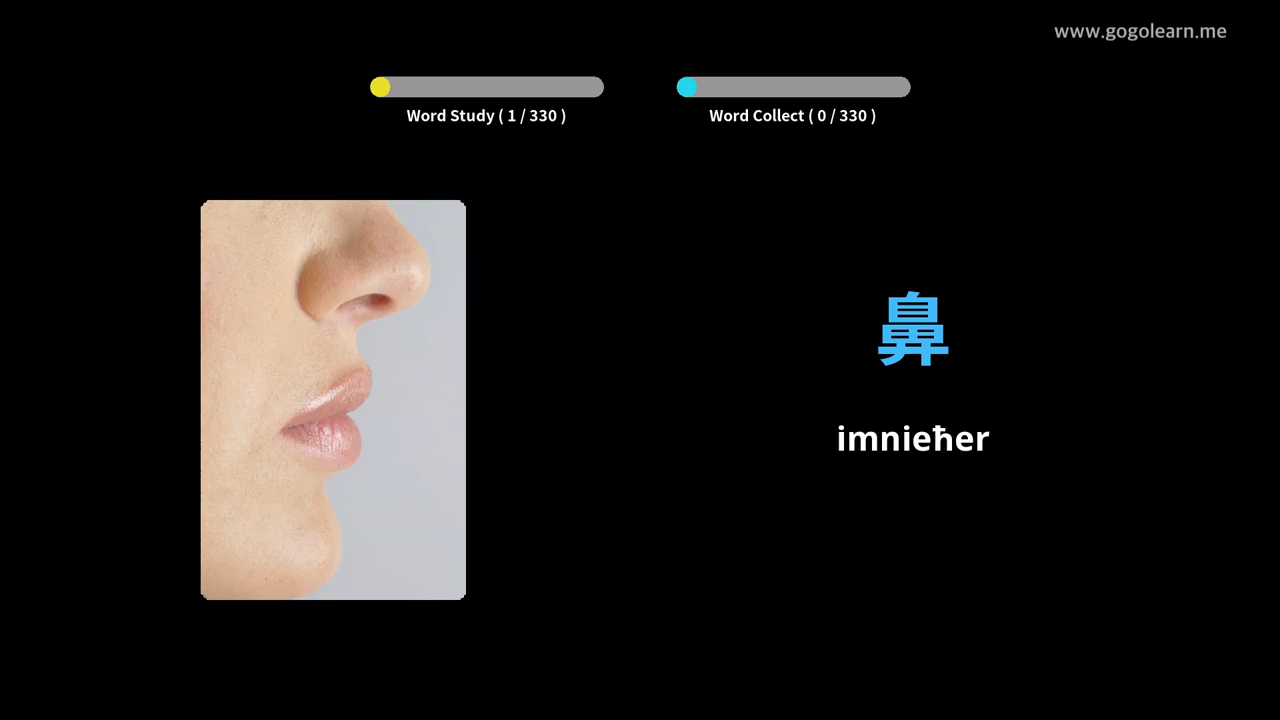 www.gogolearn.me
Word Study ( 1 / 330 )
Word Collect ( 0 / 330 )
鼻
imnieħer